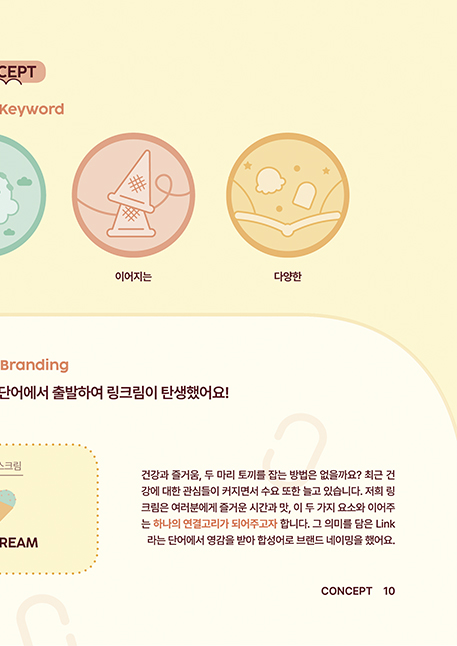 CEPT
Keyword
이어지는
다양한
Branding
단어에서 출발하여 링크림이 탄생했어요!
스크림
REAM
건강과 즐거움, 두 마리 토끼를 잡는 방법은 없을까요? 최근 건
강에 대한 관심들이 커지면서 수요 또한 늘고 있습니다. 저희 링
크림은 여러분에게 즐거운 시간과 맛, 이 두 가지 요소와 이어주
는 하나의 연결고리가 되어주고자 합니다. 그 의미를 담은 Link
라는 단어에서 영감을 받아 합성어로 브랜드 네이밍을 했어요.
CONCEPT 10